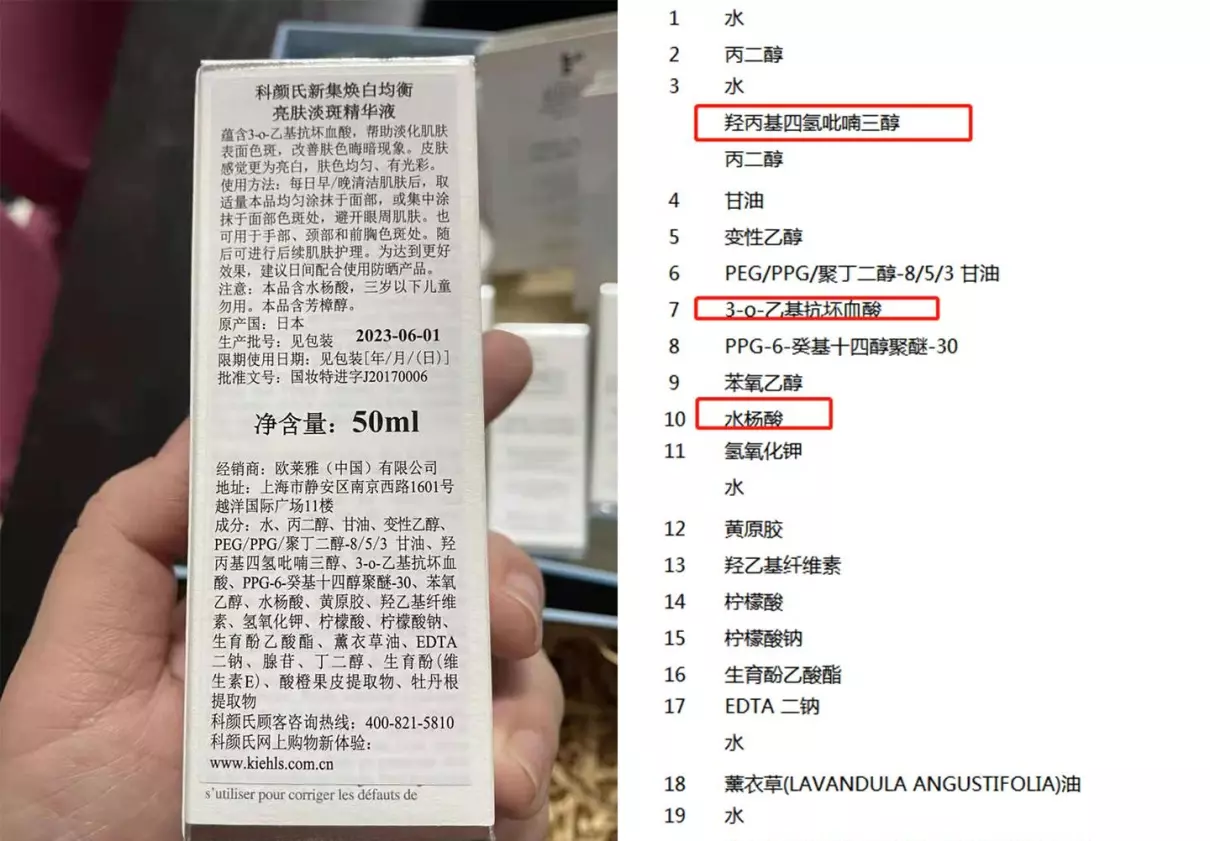 科颜氏新集焕白均衡
亮肤淡斑精华液
蕴含3-o-乙基抗坏血酸，帮助淡化肌肤
表面色斑，改善肤色晦暗现象。皮肤
感觉更为亮白，肤色均匀、有光彩。
使用方法：每日早/晚清洁肌肤后，取
适量本品均匀涂抹于面部，或集中涂
抹于面部色斑处，避开眼周肌肤。也
可用于手部、颈部和前胸色斑处。随
后可进行后续肌肤护理。为达到更好
效果，建议日间配合使用防晒产品。
注意：本品含水杨酸，三岁以下儿童
勿用。本品含芳樟醇。
原产国：日本
生产批号：见包装 2023-06-01
限期使用日期：见包装[年/月/(日)]
批准文号：国妆特进字J20170006
净含量：50ml
经销商：欧莱雅（中国）有限公司
地址：上海市静安区南京西路1601号
越洋国际广场11楼
成分：水、丙二醇、甘油、变性乙醇、
PEG/PPG/聚丁二醇-8/5/3 甘油、羟
丙基四氢吡喃三醇、3-o-乙基抗坏血
酸、PPG-6-癸基十四醇聚醚-30、苯氧
乙醇、水杨酸、黄原胶、羟乙基纤维
素、氢氧化钾、柠檬酸、柠檬酸钠、
生育酚乙酸酯、薰衣草油、EDTA
二钠、腺苷、丁二醇、生育酚(维
生素E)、酸橙果皮提取物、牡丹根
提取物
科颜氏顾客咨询热线：400-821-5810
科颜氏网上购物新体验：
www.kiehls.com.cn
s'utiliser pour corriger les défauts de
1 水
2 丙二醇
3 水
羟丙基四氢吡喃三醇
丙二醇
4 甘油
5 变性乙醇
6 PEG/PPG/聚丁二醇-8/5/3 甘油
7 3-o-乙基抗坏血酸
8 PPG-6-癸基十四醇聚醚-30
9 苯氧乙醇
10 水杨酸
11 氢氧化钾
水
12 黄原胶
13 羟乙基纤维素
14 柠檬酸
15 柠檬酸钠
16 生育酚乙酸酯
17 EDTA 二钠
水
18 薰衣草(LAVANDULA ANGUSTIFOLIA)油
19 水